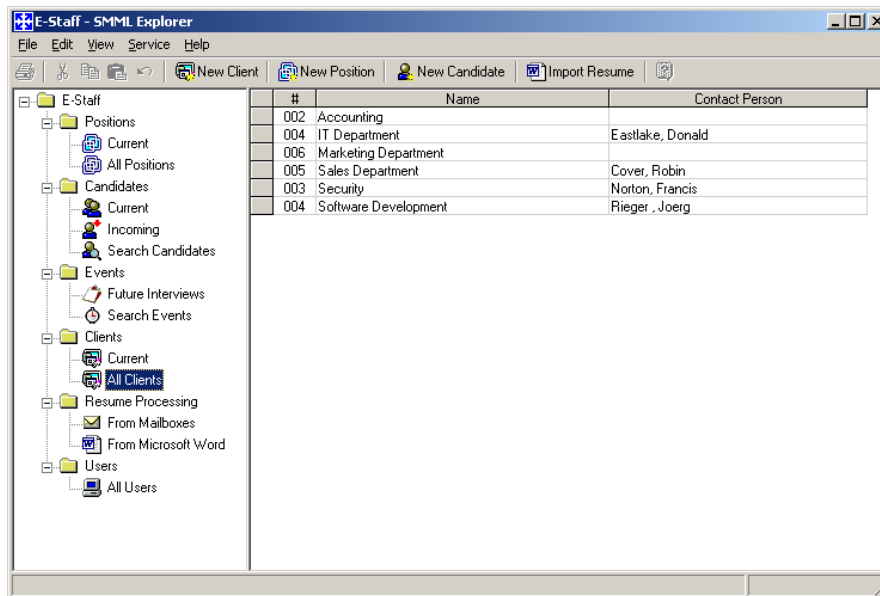 E-Staff - SMML Explorer
File Edit View Service Help
New Client New Position New Candidate Import Resume
E-Staff
Positions
Current
All Positions
Candidates
Current
Incoming
Search Candidates
Events
Future Interviews
Search Events
Clients
Current
All Clients
Resume Processing
From Mailboxes
From Microsoft Word
Users
All Users
# Name Contact Person
002 Accounting
004 IT Department Eastlake, Donald
006 Marketing Department
005 Sales Department Cover, Robin
003 Security Norton, Francis
004 Software Development Rieger , Joerg